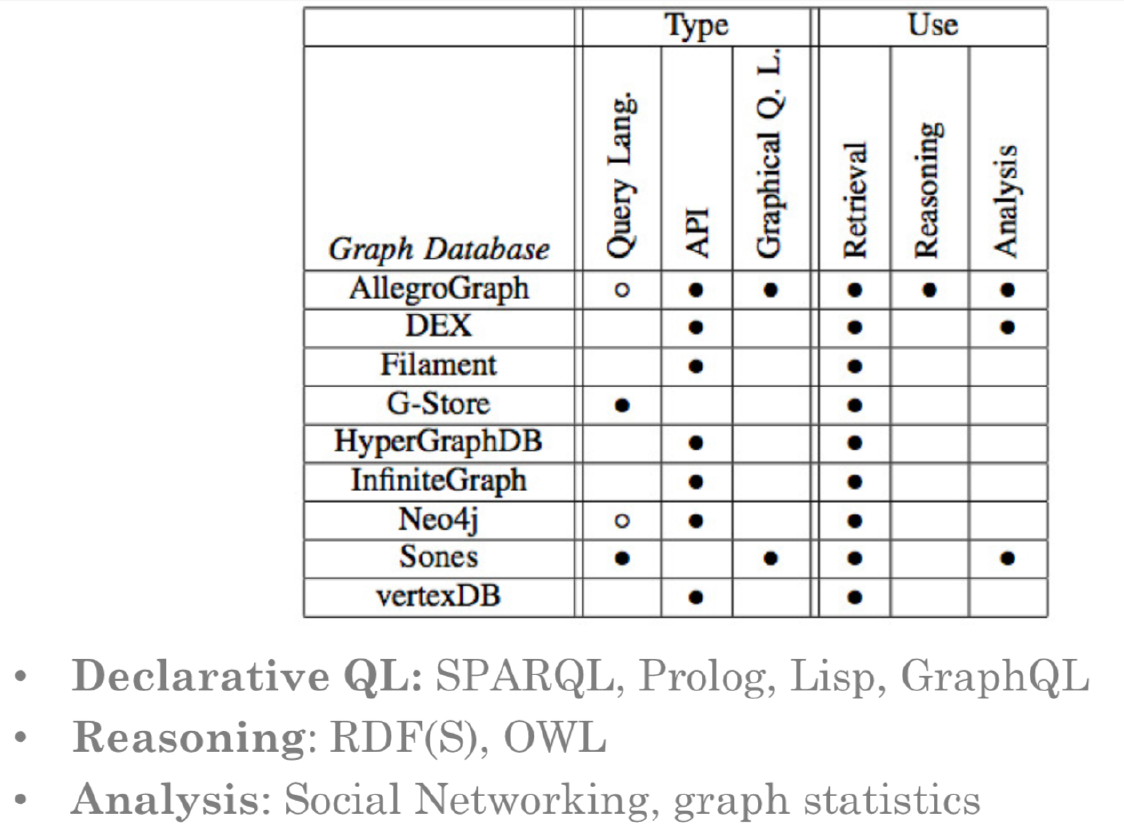 Type Use
Graph Database Query Lang. API Graphical Q. L. Retrieval Reasoning Analysis
AllegroGraph ○ ● ● ● ● ●
DEX ● ● ●
Filament ● ●
G-Store ● ●
HyperGraphDB ● ●
InfiniteGraph ● ●
Neo4j ○ ● ●
Sones ● ● ● ●
vertexDB ● ●
• Declarative QL: SPARQL, Prolog, Lisp, GraphQL
• Reasoning: RDF(S), OWL
• Analysis: Social Networking, graph statistics